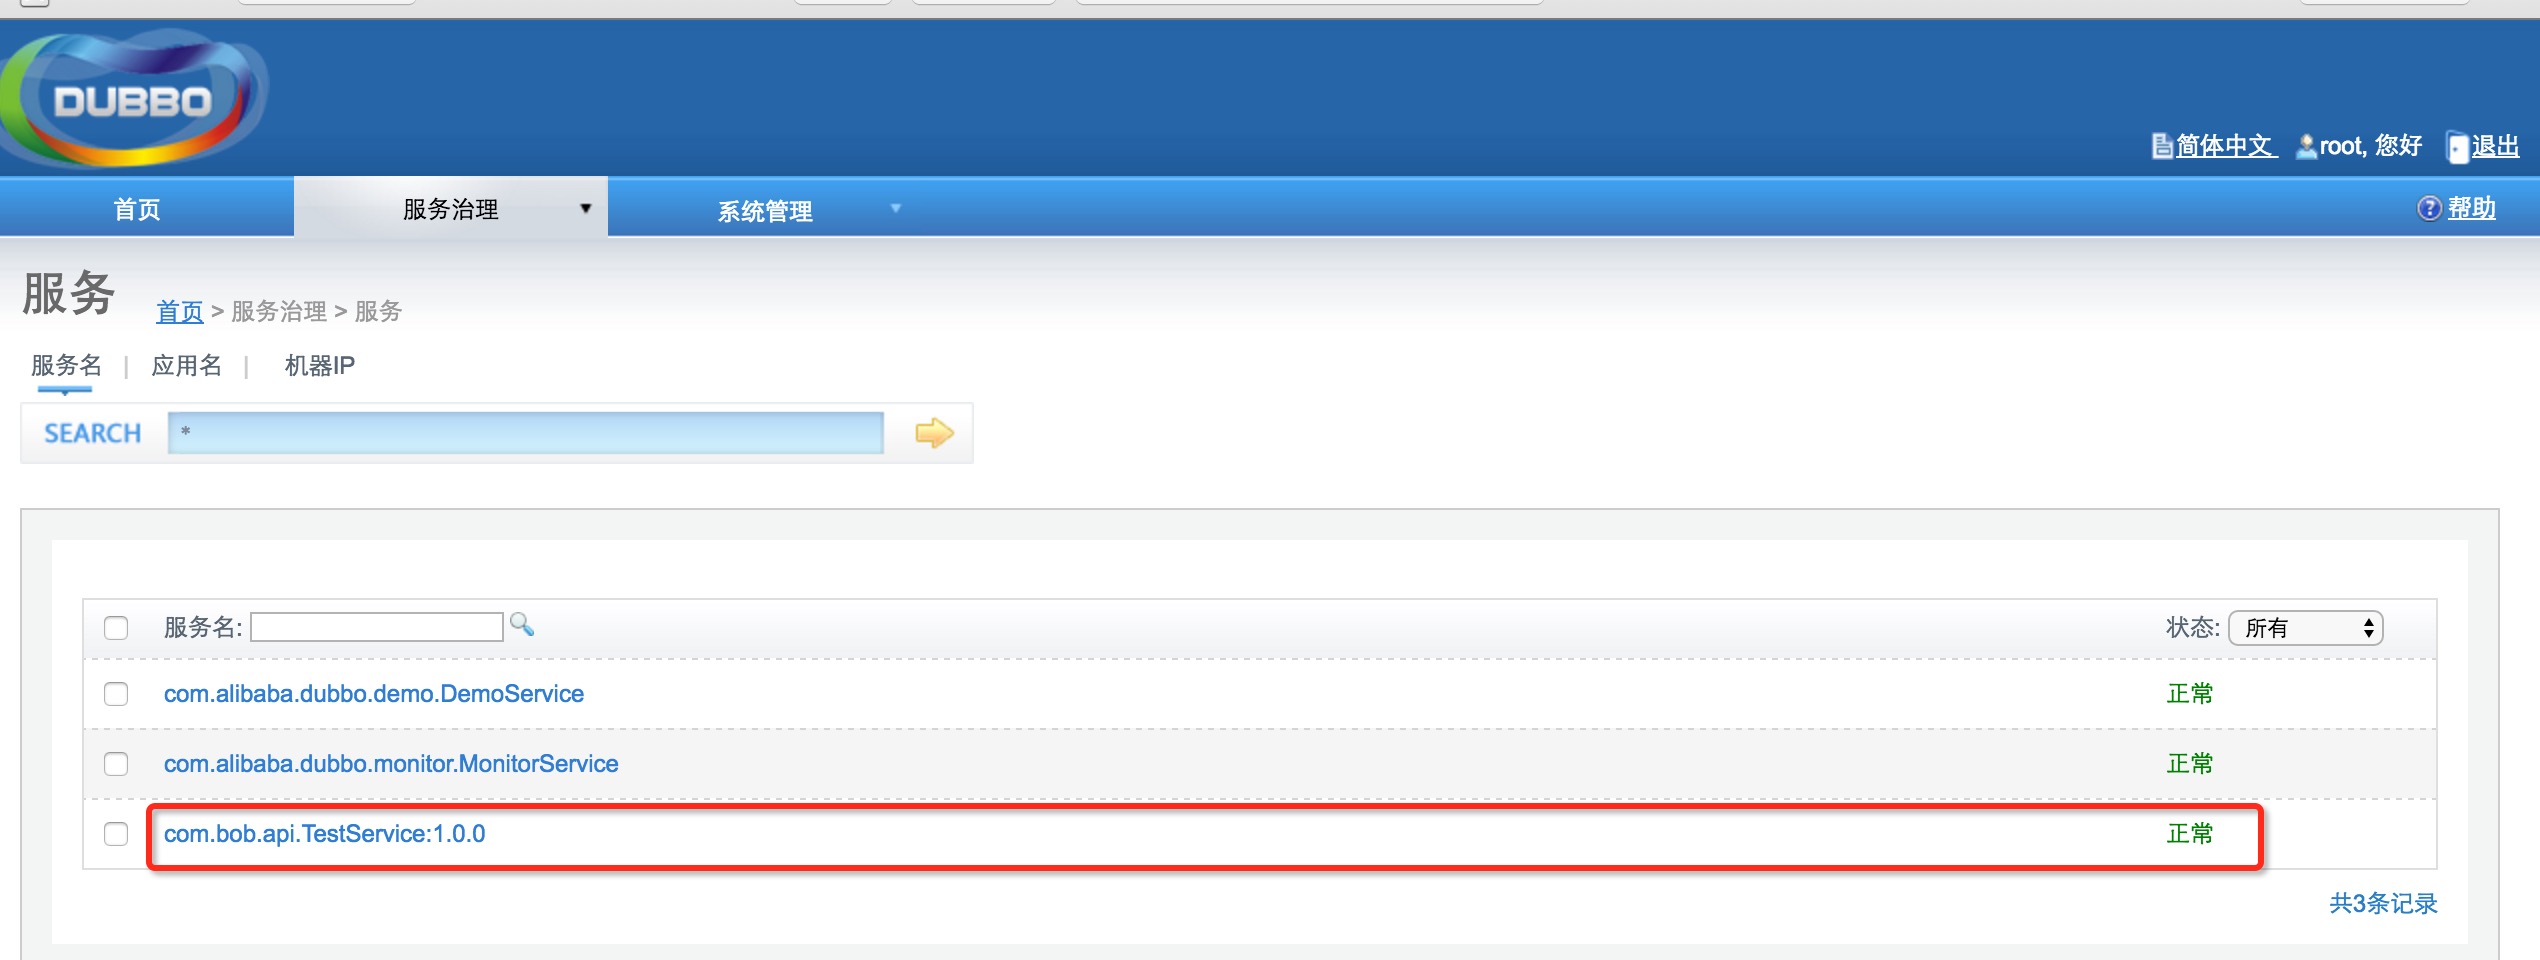 DUBBO
简体中文 root, 您好 退出
首页 服务治理 系统管理 帮助
服务 首页 > 服务治理 > 服务
服务名 | 应用名 | 机器IP
SEARCH *
服务名: 状态: 所有
com.alibaba.dubbo.demo.DemoService 正常
com.alibaba.dubbo.monitor.MonitorService 正常
com.bob.api.TestService:1.0.0 正常
共3条记录